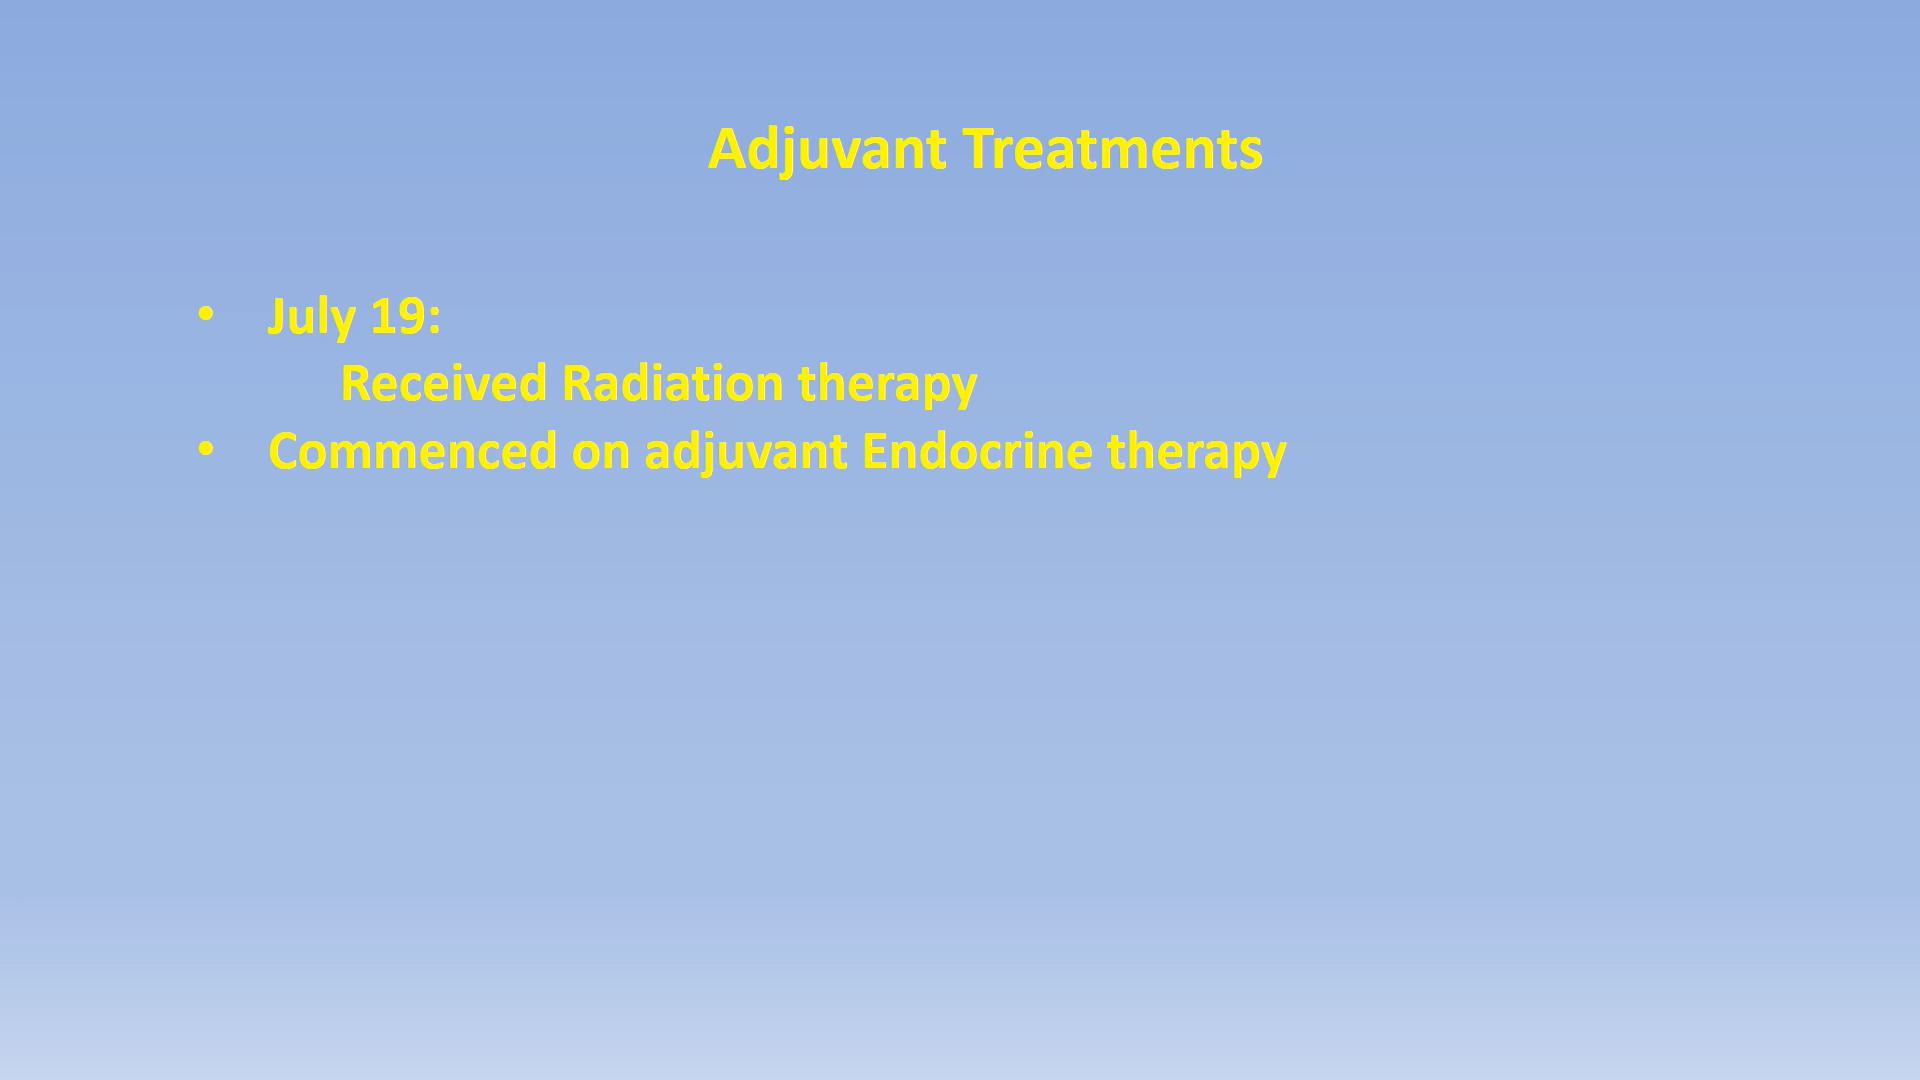 Adjuvant Treatments
• July 19:
Received Radiation therapy
• Commenced on adjuvant Endocrine therapy